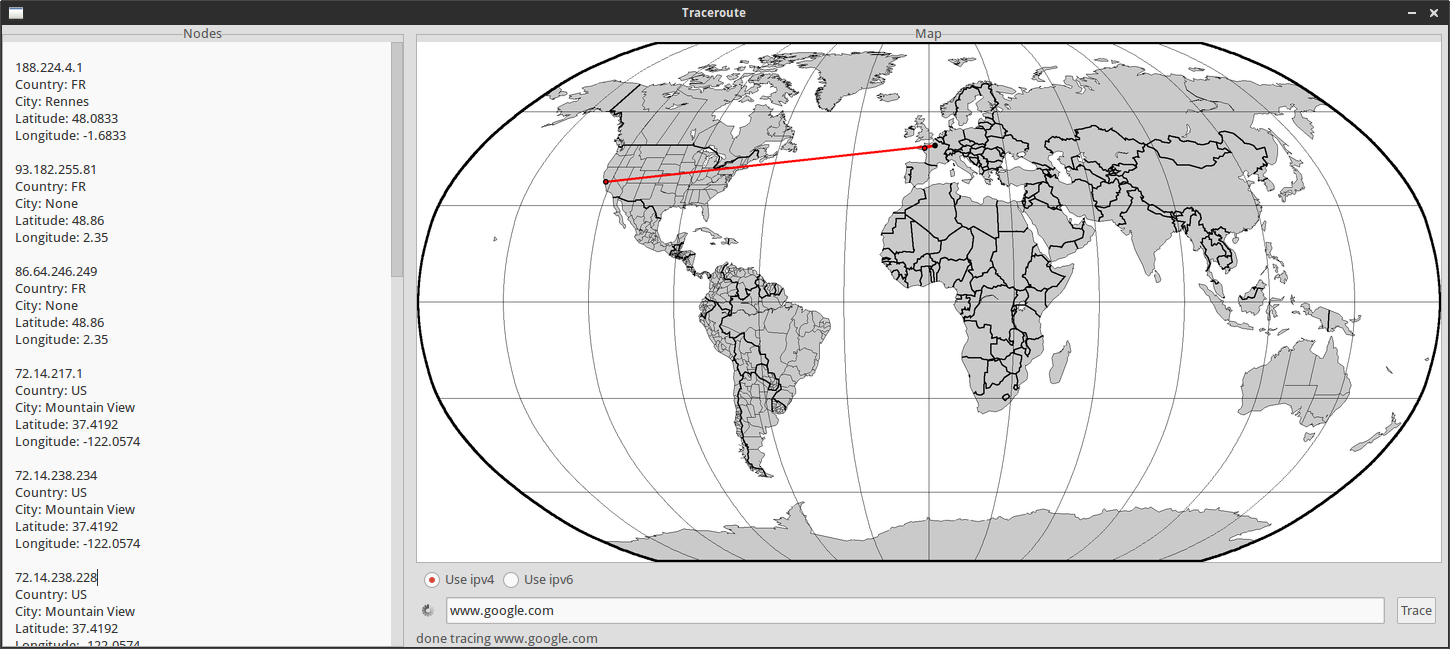 Traceroute
Nodes
188.224.4.1
Country: FR
City: Rennes
Latitude: 48.0833
Longitude: -1.6833
93.182.255.81
Country: FR
City: None
Latitude: 48.86
Longitude: 2.35
86.64.246.249
Country: FR
City: None
Latitude: 48.86
Longitude: 2.35
72.14.217.1
Country: US
City: Mountain View
Latitude: 37.4192
Longitude: -122.0574
72.14.238.234
Country: US
City: Mountain View
Latitude: 37.4192
Longitude: -122.0574
72.14.238.228
Country: US
City: Mountain View
Latitude: 37.4192
Longitude: -122.0574
Map
Use ipv4
Use ipv6
www.google.com
Trace
done tracing www.google.com